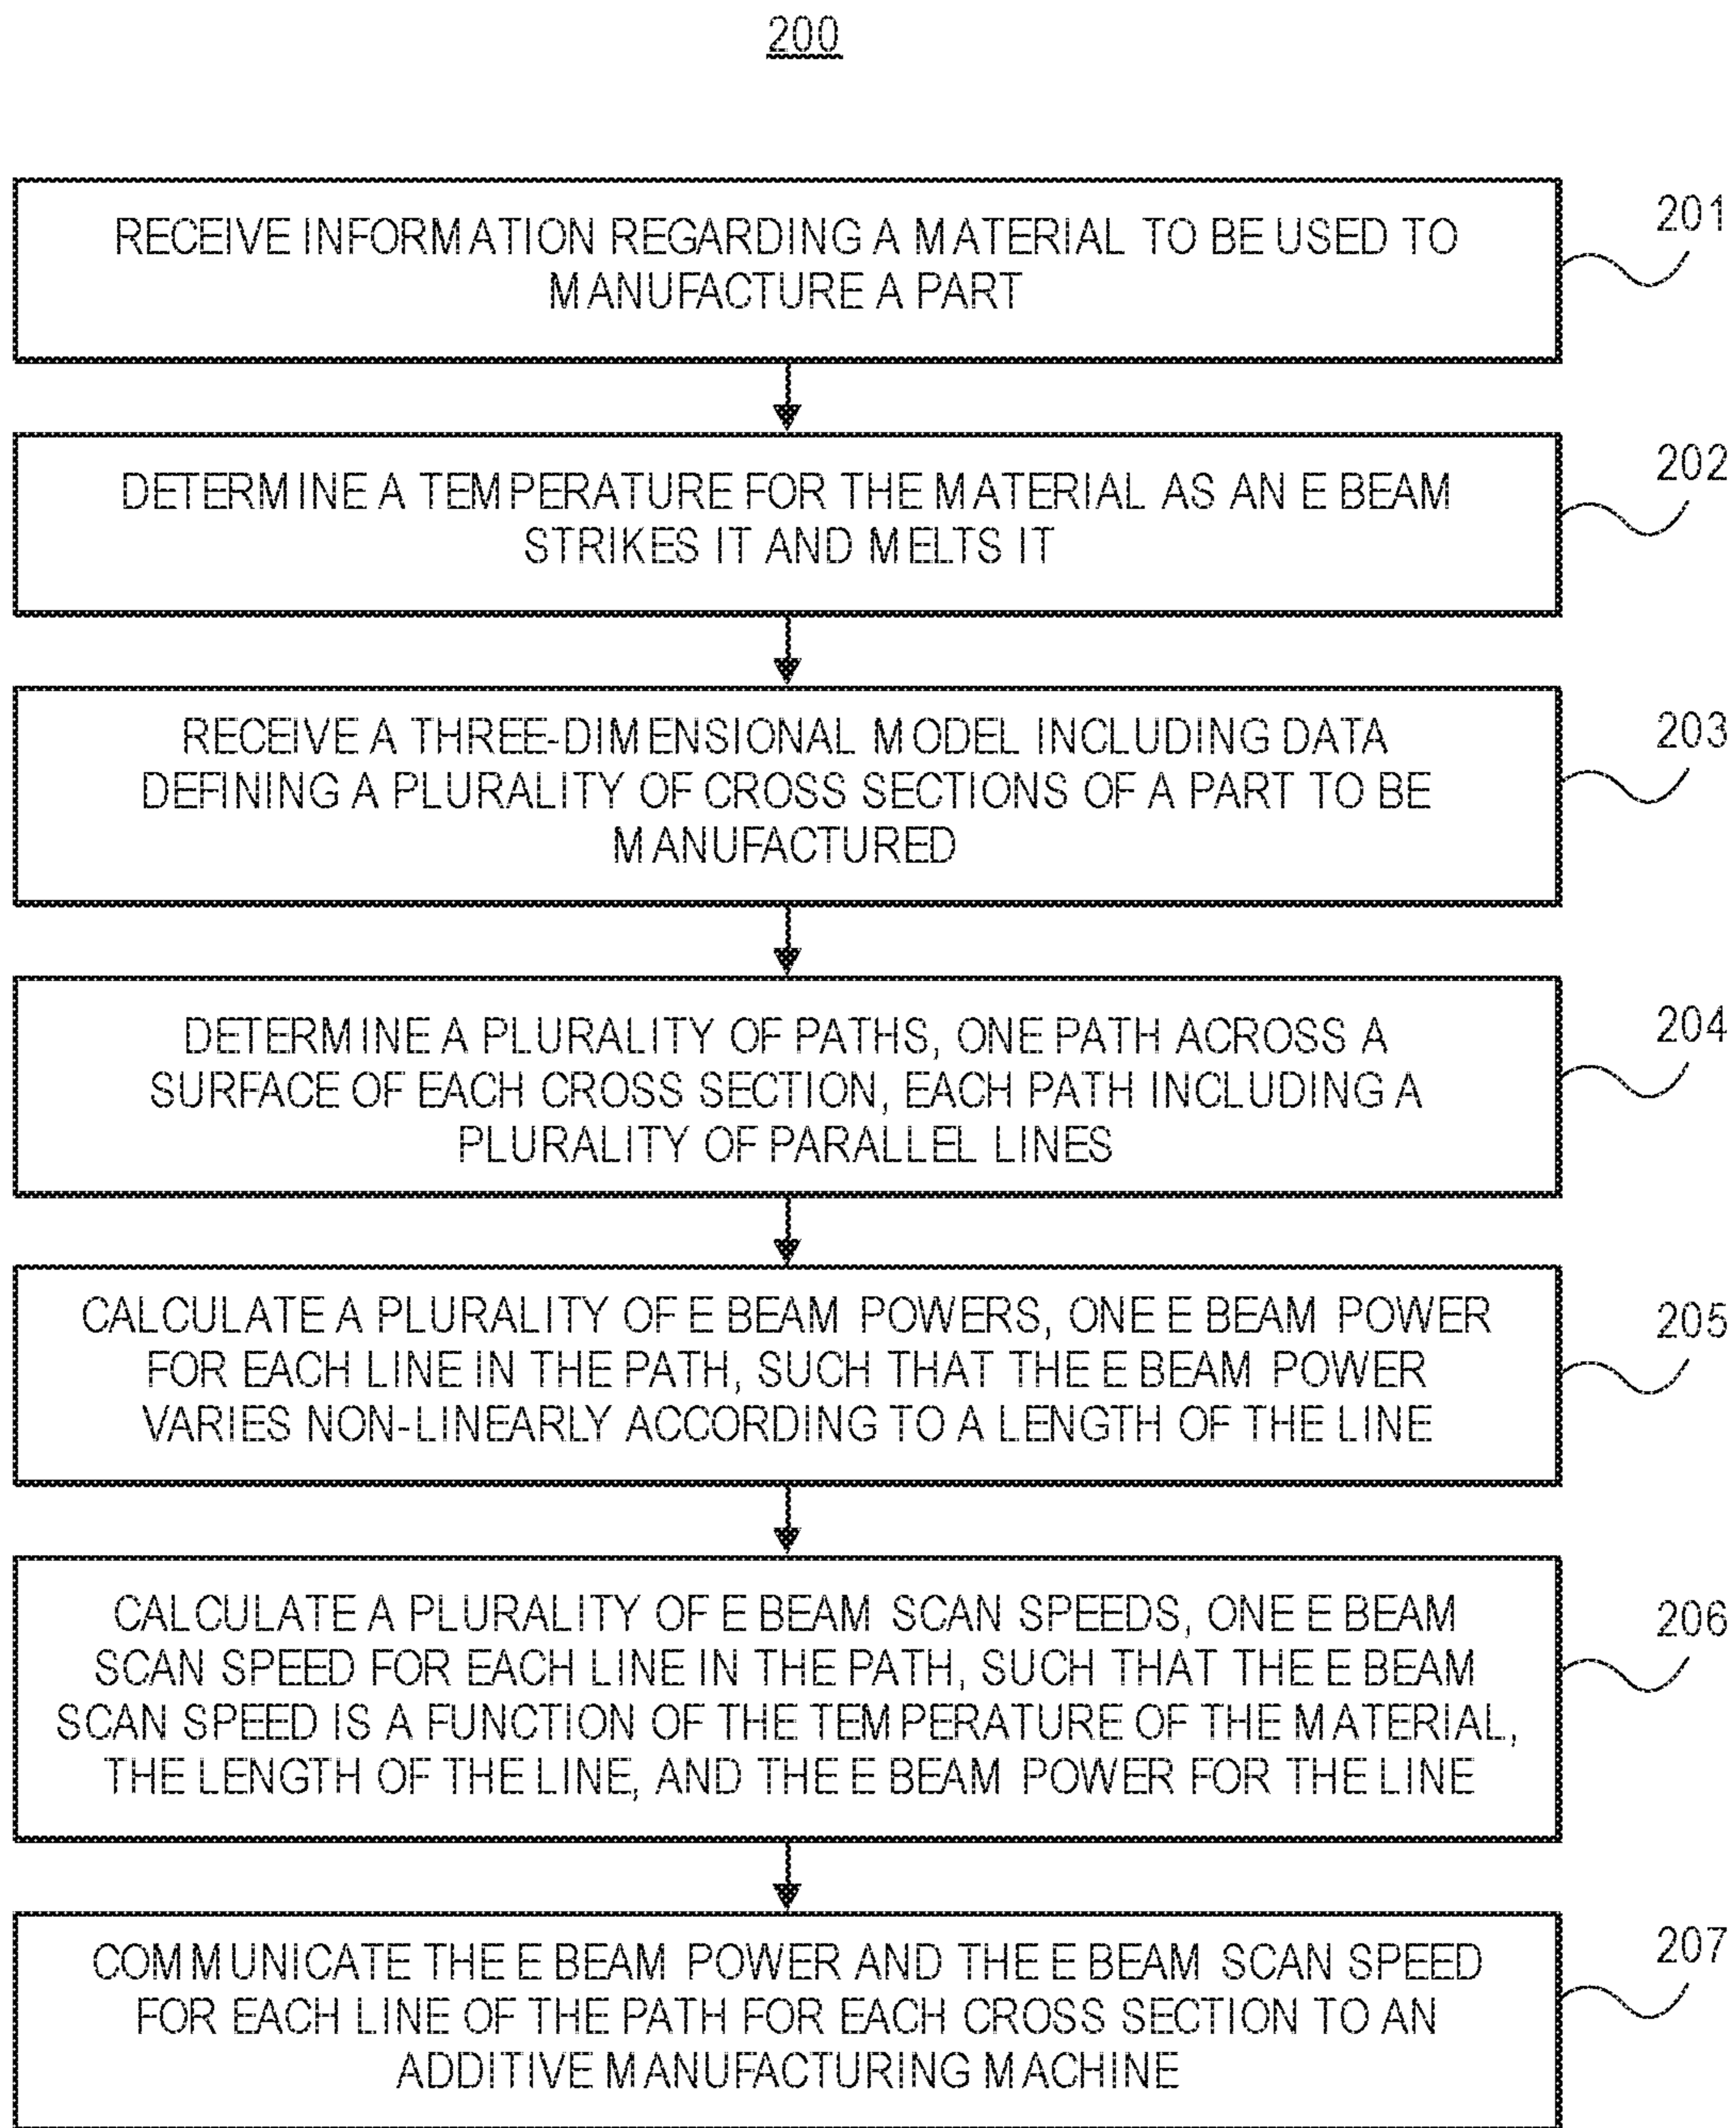 200
RECEIVE INFORMATION REGARDING A MATERIAL TO BE USED TO
MANUFACTURE A PART
201
DETERMINE A TEMPERATURE FOR THE MATERIAL AS AN E BEAM
STRIKES IT AND MELTS IT
202
RECEIVE A THREE-DIMENSIONAL MODEL INCLUDING DATA
DEFINING A PLURALITY OF CROSS SECTIONS OF A PART TO BE
MANUFACTURED
203
DETERMINE A PLURALITY OF PATHS, ONE PATH ACROSS A
SURFACE OF EACH CROSS SECTION, EACH PATH INCLUDING A
PLURALITY OF PARALLEL LINES
204
CALCULATE A PLURALITY OF E BEAM POWERS, ONE E BEAM POWER
FOR EACH LINE IN THE PATH, SUCH THAT THE E BEAM POWER
VARIES NON-LINEARLY ACCORDING TO A LENGTH OF THE LINE
205
CALCULATE A PLURALITY OF E BEAM SCAN SPEEDS, ONE E BEAM
SCAN SPEED FOR EACH LINE IN THE PATH, SUCH THAT THE E BEAM
SCAN SPEED IS A FUNCTION OF THE TEMPERATURE OF THE MATERIAL,
THE LENGTH OF THE LINE, AND THE E BEAM POWER FOR THE LINE
206
COMMUNICATE THE E BEAM POWER AND THE E BEAM SCAN SPEED
FOR EACH LINE OF THE PATH FOR EACH CROSS SECTION TO AN
ADDITIVE MANUFACTURING MACHINE
207